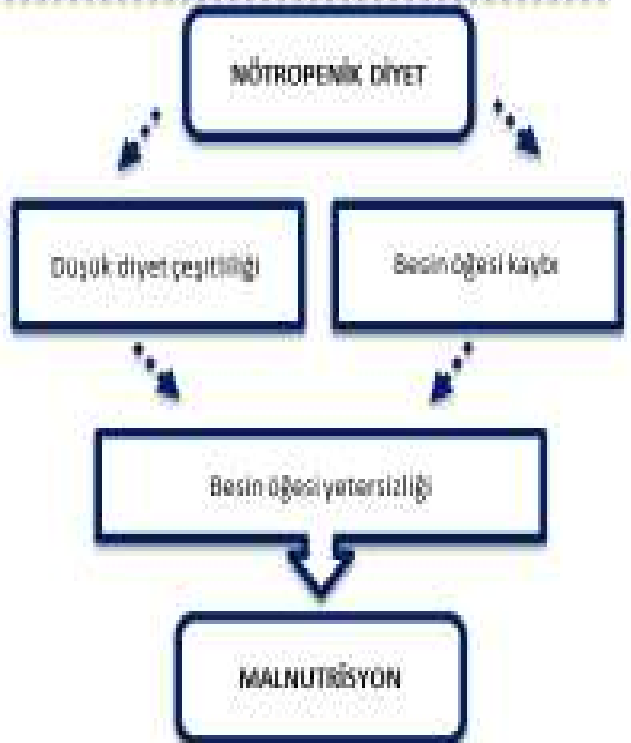 NÖTROPENİK DİYET
Düşük diyet çeşitliliği
Besin öğesi kaybı
Besin öğesi yetersizliği
MALNUTRİSYON